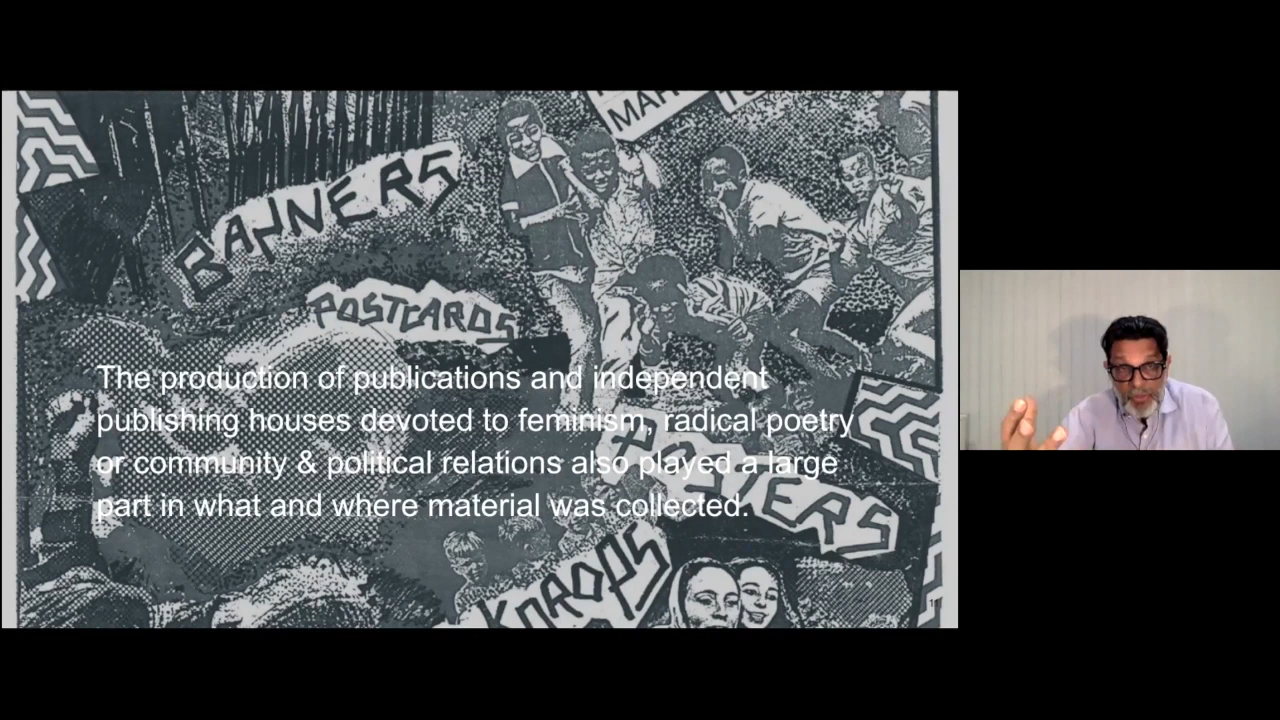 MAR
BANNERS
POSTCARDS
The production of publications and independent
publishing houses devoted to feminism, radical poetry
or community & political relations also played a large
part in what and where material was collected.
POSTERS